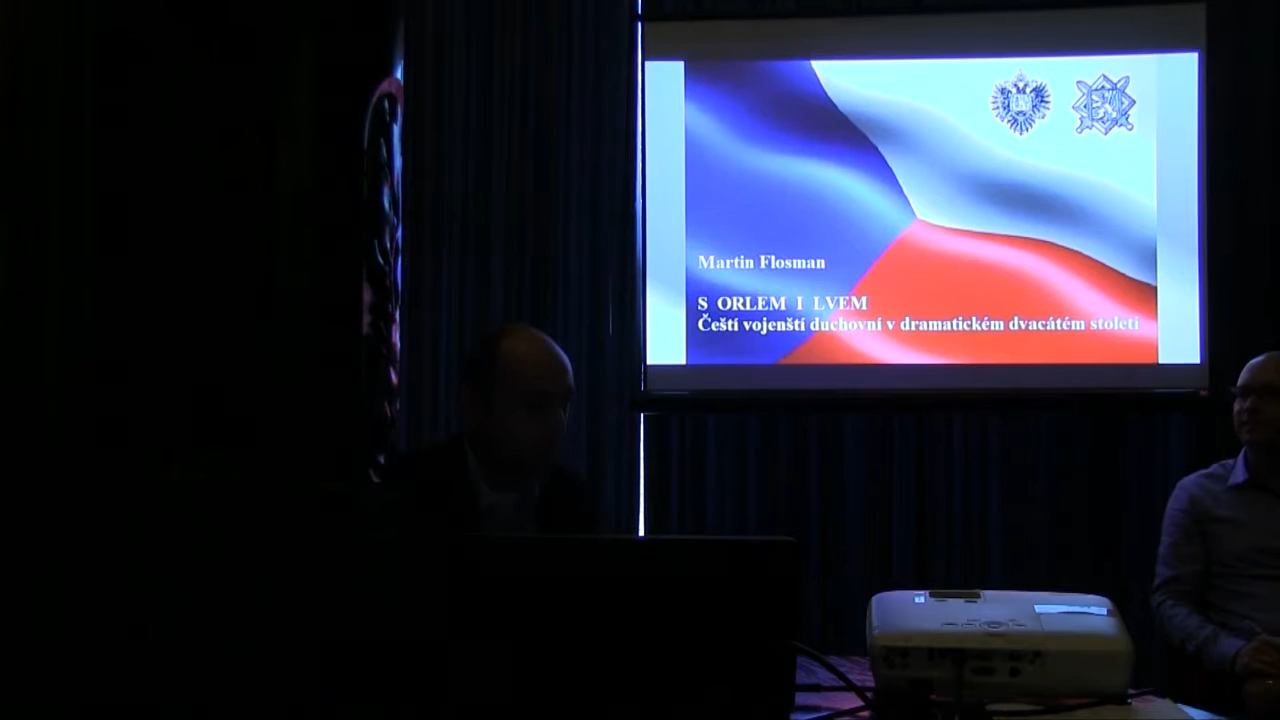 Martin Flosman
S ORLEM I LVEM
Čeští vojenští duchovní v dramatickém dvacátém století